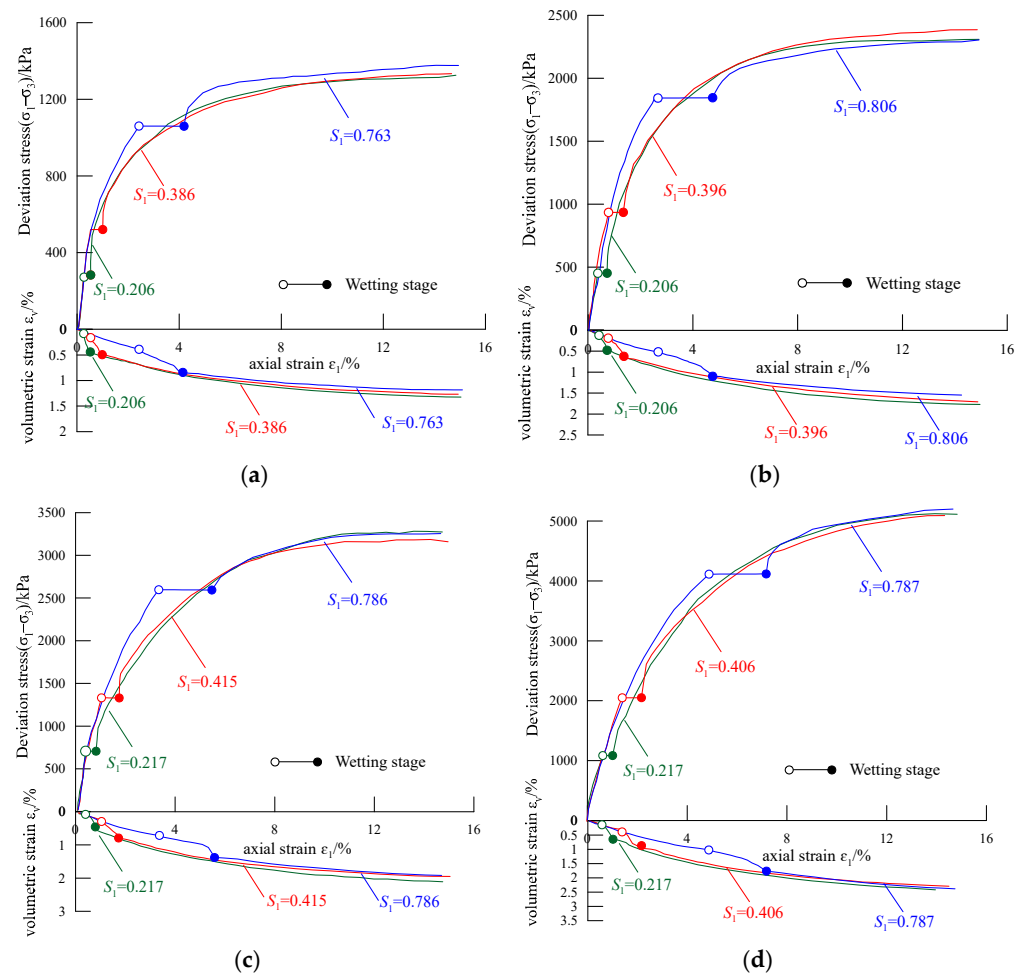 Deviation stress(σ₁–σ₃)/kPa
1600
1200
800
400
0
S₁=0.763
S₁=0.386
S₁=0.206
Wetting stage
0 4 8 12 16
axial strain ε₁/%
volumetric strain εᵥ/%
0.5
1
1.5
2
S₁=0.206
S₁=0.386
S₁=0.763
(a)
Deviation stress(σ₁–σ₃)/kPa
2500
2000
1500
1000
500
0
S₁=0.806
S₁=0.396
S₁=0.206
Wetting stage
0 4 8 12 16
axial strain ε₁/%
volumetric strain εᵥ/%
0.5
1
1.5
2
2.5
S₁=0.206
S₁=0.396
S₁=0.806
(b)
Deviation stress(σ₁–σ₃)/kPa
3500
3000
2500
2000
1500
1000
500
0
S₁=0.786
S₁=0.415
S₁=0.217
Wetting stage
0 4 8 12 16
axial strain ε₁/%
volumetric strain εᵥ/%
1
2
3
S₁=0.217
S₁=0.415
S₁=0.786
(c)
Deviation stress(σ₁–σ₃)/kPa
5000
4000
3000
2000
1000
0
S₁=0.787
S₁=0.406
S₁=0.217
Wetting stage
0 4 8 12 16
axial strain ε₁/%
volumetric strain εᵥ/%
0.5
1
1.5
2
2.5
3
3.5
S₁=0.217
S₁=0.406
S₁=0.787
(d)